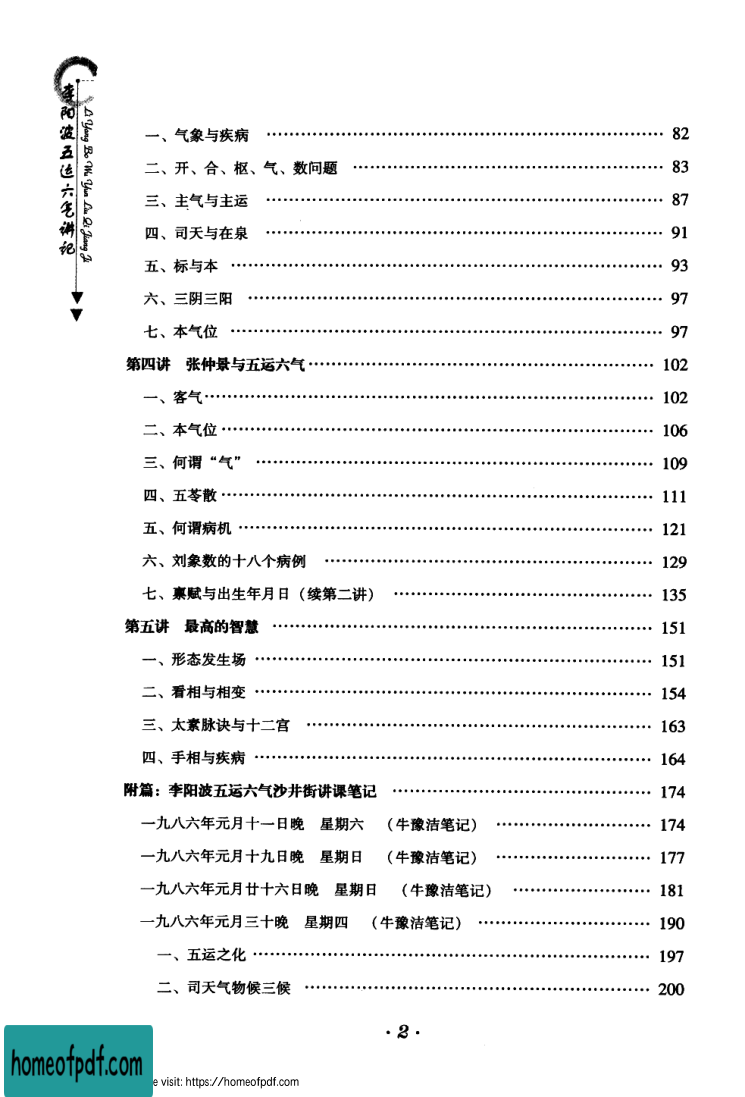 李阳波五运六气讲记
Li Yang Bo Wu Yun Liu Qi Jiang Ji
一、气象与疾病 …… 82
二、开、合、枢、气、数问题 …… 83
三、主气与主运 …… 87
四、司天与在泉 …… 91
五、标与本 …… 93
六、三阴三阳 …… 97
七、本气位 …… 97
第四讲 张仲景与五运六气 …… 102
一、客气 …… 102
二、本气位 …… 106
三、何谓“气” …… 109
四、五苓散 …… 111
五、何谓病机 …… 121
六、刘象数的十八个病例 …… 129
七、禀赋与出生年月日（续第二讲） …… 135
第五讲 最高的智慧 …… 151
一、形态发生场 …… 151
二、看相与相变 …… 154
三、太素脉诀与十二宫 …… 163
四、手相与疾病 …… 164
附篇：李阳波五运六气沙井街讲课笔记 …… 174
一九八六年元月十一日晚 星期六 （牛豫洁笔记） …… 174
一九八六年元月十九日晚 星期日 （牛豫洁笔记） …… 177
一九八六年元月廿十六日晚 星期日 （牛豫洁笔记） …… 181
一九八六年元月三十晚 星期四 （牛豫洁笔记） …… 190
一、五运之化 …… 197
二、司天气物候三候 …… 200
·2·
homeofpdf.com
e visit: https://homeofpdf.com